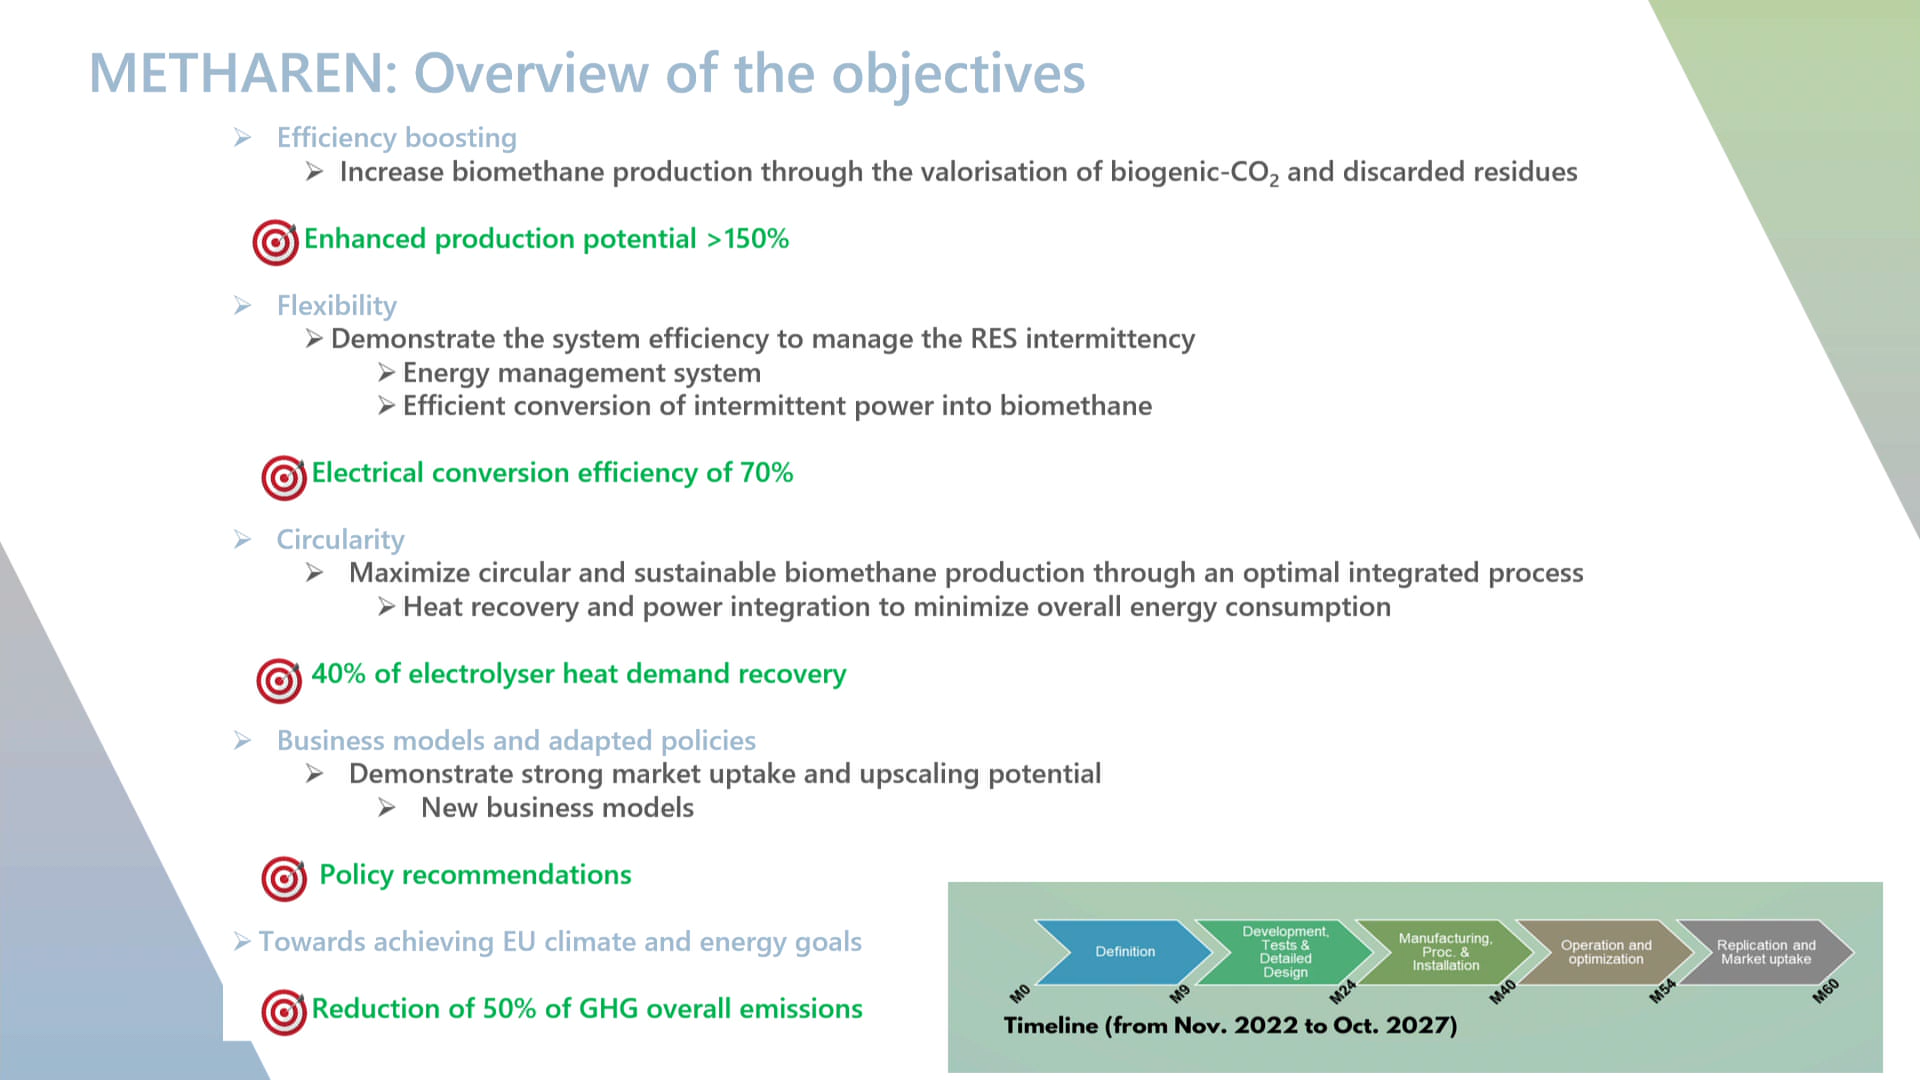 METHAREN: Overview of the objectives
Efficiency boosting
Increase biomethane production through the valorisation of biogenic-CO₂ and discarded residues
Enhanced production potential >150%
Flexibility
Demonstrate the system efficiency to manage the RES intermittency
Energy management system
Efficient conversion of intermittent power into biomethane
Electrical conversion efficiency of 70%
Circularity
Maximize circular and sustainable biomethane production through an optimal integrated process
Heat recovery and power integration to minimize overall energy consumption
40% of electrolyser heat demand recovery
Business models and adapted policies
Demonstrate strong market uptake and upscaling potential
New business models
Policy recommendations
Towards achieving EU climate and energy goals
Reduction of 50% of GHG overall emissions
Definition
Development,
Tests &
Detailed
Design
Manufacturing,
Proc. &
Installation
Operation and
optimization
Replication and
Market uptake
M0
M9
M24
M40
M54
M60
Timeline (from Nov. 2022 to Oct. 2027)